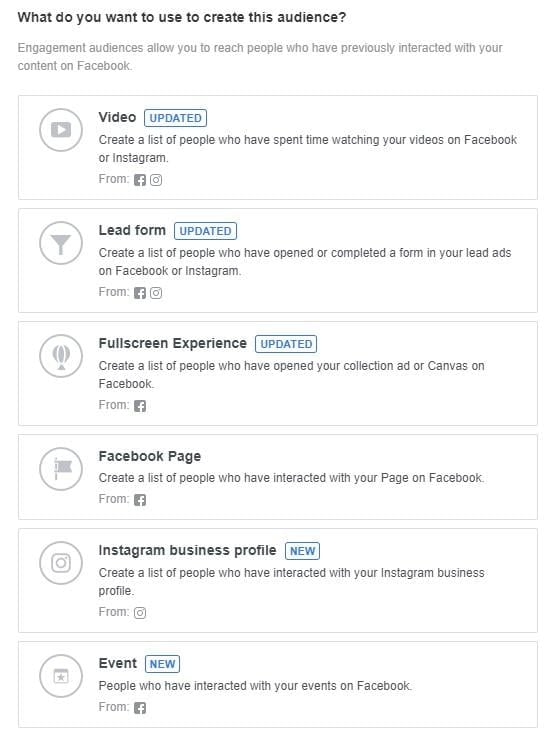 What do you want to use to create this audience?
Engagement audiences allow you to reach people who have previously interacted with your
content on Facebook.
Video UPDATED
Create a list of people who have spent time watching your videos on Facebook
or Instagram.
From:
Lead form UPDATED
Create a list of people who have opened or completed a form in your lead ads
on Facebook or Instagram.
From:
Fullscreen Experience UPDATED
Create a list of people who have opened your collection ad or Canvas on
Facebook.
From:
Facebook Page
Create a list of people who have interacted with your Page on Facebook.
From:
Instagram business profile NEW
Create a list of people who have interacted with your Instagram business
profile.
From:
Event NEW
People who have interacted with your events on Facebook.
From: